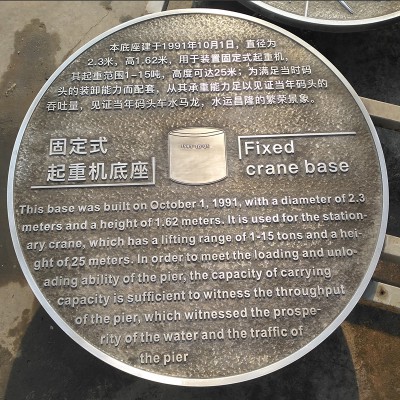 本底座建于1991年10月1日，直径为
2.3米，高1.62米，用于装置固定式起重机，
其起重范围1-15吨，高度可达25米；为满足当时码
头的装卸能力而配套，从其承重能力足以见证当年码头的
吞吐量，见证当年码头车水马龙，水运昌隆的繁荣景象。
固定式
起重机底座
Fixed
crane base
This base was built on October 1, 1991, with a diameter of 2.3
meters and a height of 1.62 meters. It is used for the station-
ary crane, which has a lifting range of 1-15 tons and a hei-
ght of 25 meters. In order to meet the loading and unlo-
ading ability of the pier, the capacity of carrying
capacity is sufficient to witness the throughput
of the pier, which witnessed the prospe-
rity of the water and the traffic of
the pier